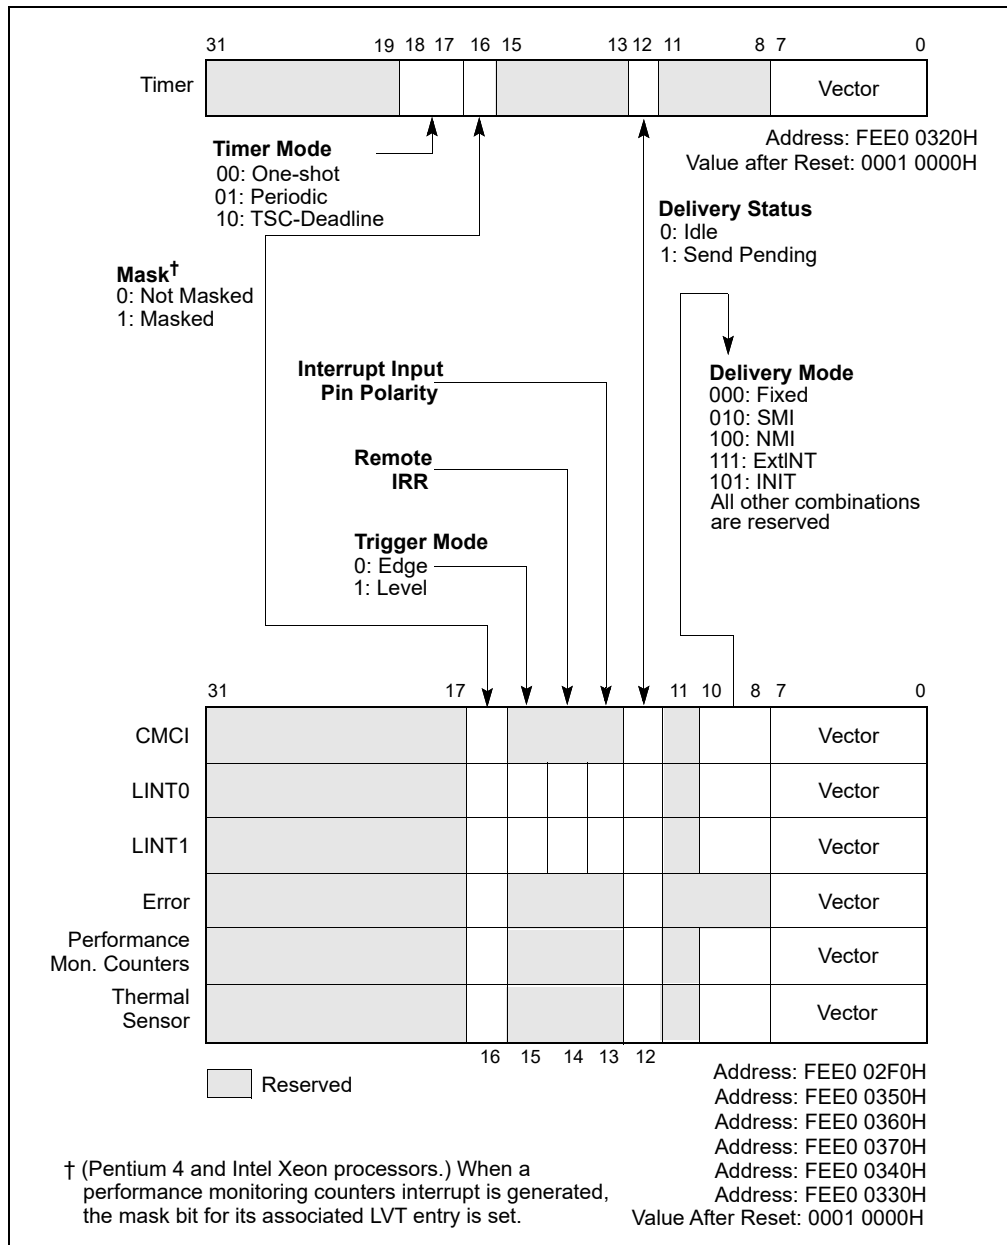 31 19 18 17 16 15 13 12 11 8 7 0
Timer Vector
Address: FEE0 0320H
Value after Reset: 0001 0000H
Timer Mode
00: One-shot
01: Periodic
10: TSC-Deadline
Delivery Status
0: Idle
1: Send Pending
Mask†
0: Not Masked
1: Masked
Interrupt Input
Pin Polarity
Delivery Mode
000: Fixed
010: SMI
100: NMI
111: ExtlNT
101: INIT
All other combinations
are reserved
Remote
IRR
Trigger Mode
0: Edge
1: Level
31 17 11 10 8 7 0
CMCI Vector
LINT0 Vector
LINT1 Vector
Error Vector
Performance
Mon. Counters Vector
Thermal
Sensor Vector
16 15 14 13 12
Reserved
Address: FEE0 02F0H
Address: FEE0 0350H
Address: FEE0 0360H
Address: FEE0 0370H
Address: FEE0 0340H
Address: FEE0 0330H
Value After Reset: 0001 0000H
† (Pentium 4 and Intel Xeon processors.) When a
performance monitoring counters interrupt is generated,
the mask bit for its associated LVT entry is set.